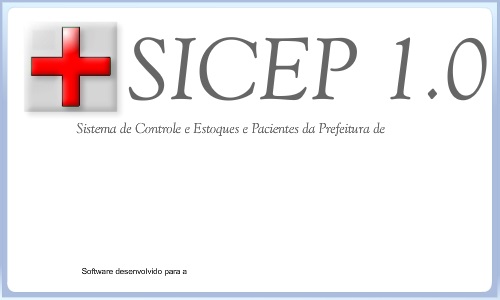 SICEP 1.0
Sistema de Controle e Estoques e Pacientes da Prefeitura de
Software desenvolvido para a